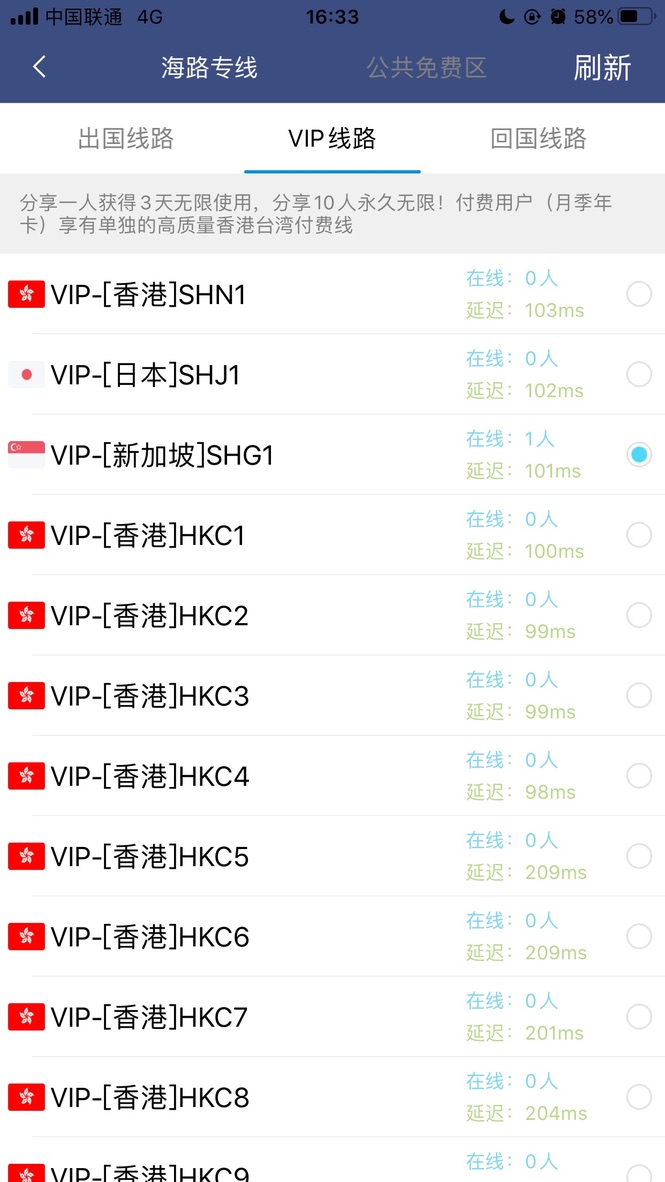 中国联通 4G 16:33 58%
海路专线 公共免费区 刷新
出国线路 VIP线路 回国线路
分享一人获得3天无限使用，分享10人永久无限！付费用户（月季年
卡）享有单独的高质量香港台湾付费线
VIP-[香港]SHN1
在线：0人
延迟：103ms
VIP-[日本]SHJ1
在线：0人
延迟：102ms
VIP-[新加坡]SHG1
在线：1人
延迟：101ms
VIP-[香港]HKC1
在线：0人
延迟：100ms
VIP-[香港]HKC2
在线：0人
延迟：99ms
VIP-[香港]HKC3
在线：0人
延迟：99ms
VIP-[香港]HKC4
在线：0人
延迟：98ms
VIP-[香港]HKC5
在线：0人
延迟：209ms
VIP-[香港]HKC6
在线：0人
延迟：209ms
VIP-[香港]HKC7
在线：0人
延迟：201ms
VIP-[香港]HKC8
在线：0人
延迟：204ms
VIP-[香港]HKC9
在线：0人